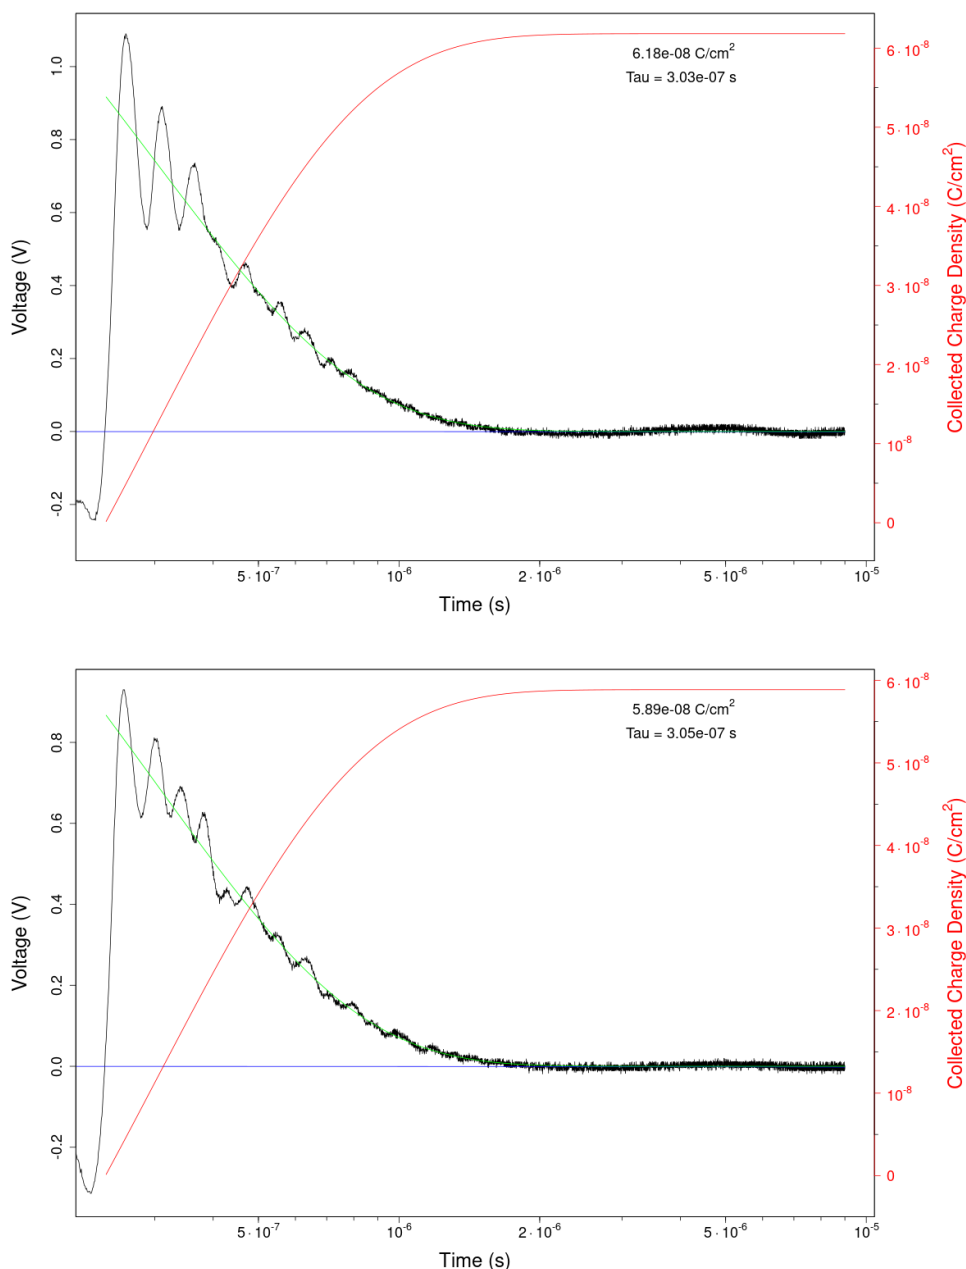 6.18e-08 C/cm²
Tau = 3.03e-07 s
Voltage (V)
1.0
0.8
0.6
0.4
0.2
0.0
-0.2
6·10⁻⁸
5·10⁻⁸
4·10⁻⁸
3·10⁻⁸
2·10⁻⁸
10⁻⁸
0
Collected Charge Density (C/cm²)
5·10⁻⁷ 10⁻⁶ 2·10⁻⁶ 5·10⁻⁶ 10⁻⁵
Time (s)
5.89e-08 C/cm²
Tau = 3.05e-07 s
Voltage (V)
0.8
0.6
0.4
0.2
0.0
-0.2
6·10⁻⁸
5·10⁻⁸
4·10⁻⁸
3·10⁻⁸
2·10⁻⁸
10⁻⁸
0
Collected Charge Density (C/cm²)
5·10⁻⁷ 10⁻⁶ 2·10⁻⁶ 5·10⁻⁶ 10⁻⁵
Time (s)